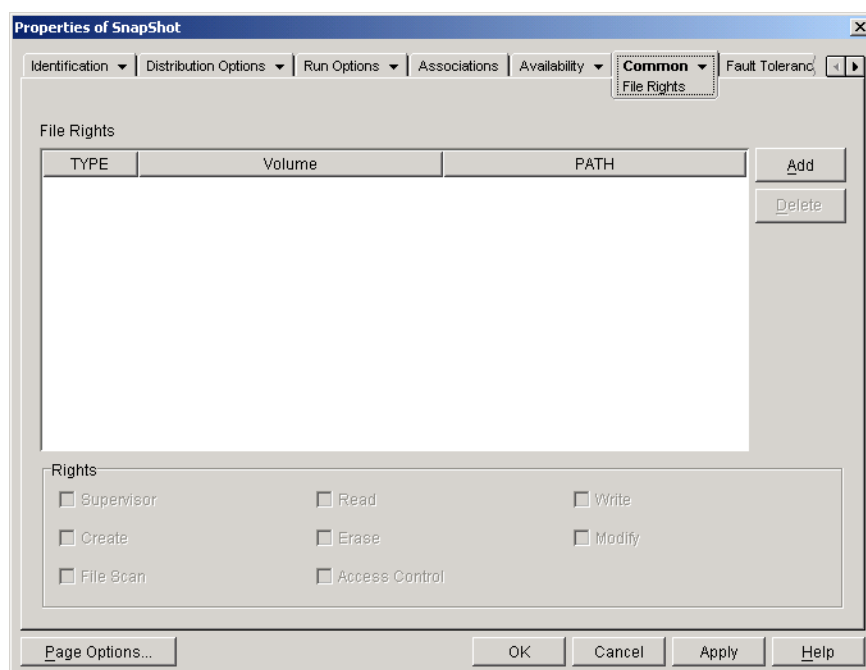 Properties of SnapShot
Identification Distribution Options Run Options Associations Availability Common Fault Toleranc
File Rights
File Rights
TYPE Volume PATH
Add
Delete
Rights
Supervisor Read Write
Create Erase Modify
File Scan Access Control
Page Options... OK Cancel Apply Help